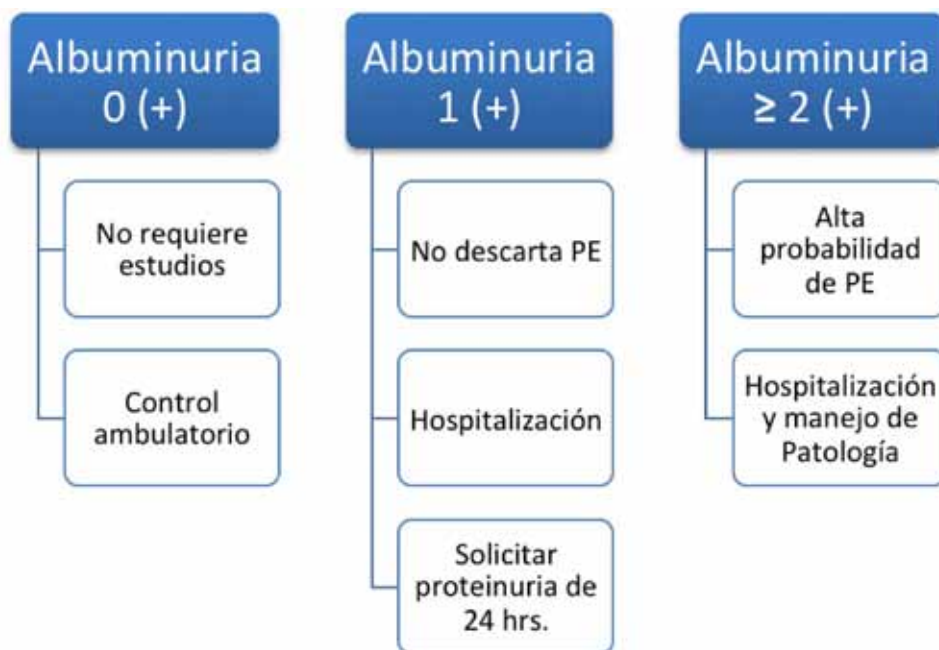 Albuminuria
0 (+)
No requiere
estudios
Control
ambulatorio
Albuminuria
1 (+)
No descarta PE
Hospitalización
Solicitar
proteinuria de
24 hrs.
Albuminuria
≥ 2 (+)
Alta
probabilidad
de PE
Hospitalización
y manejo de
Patología